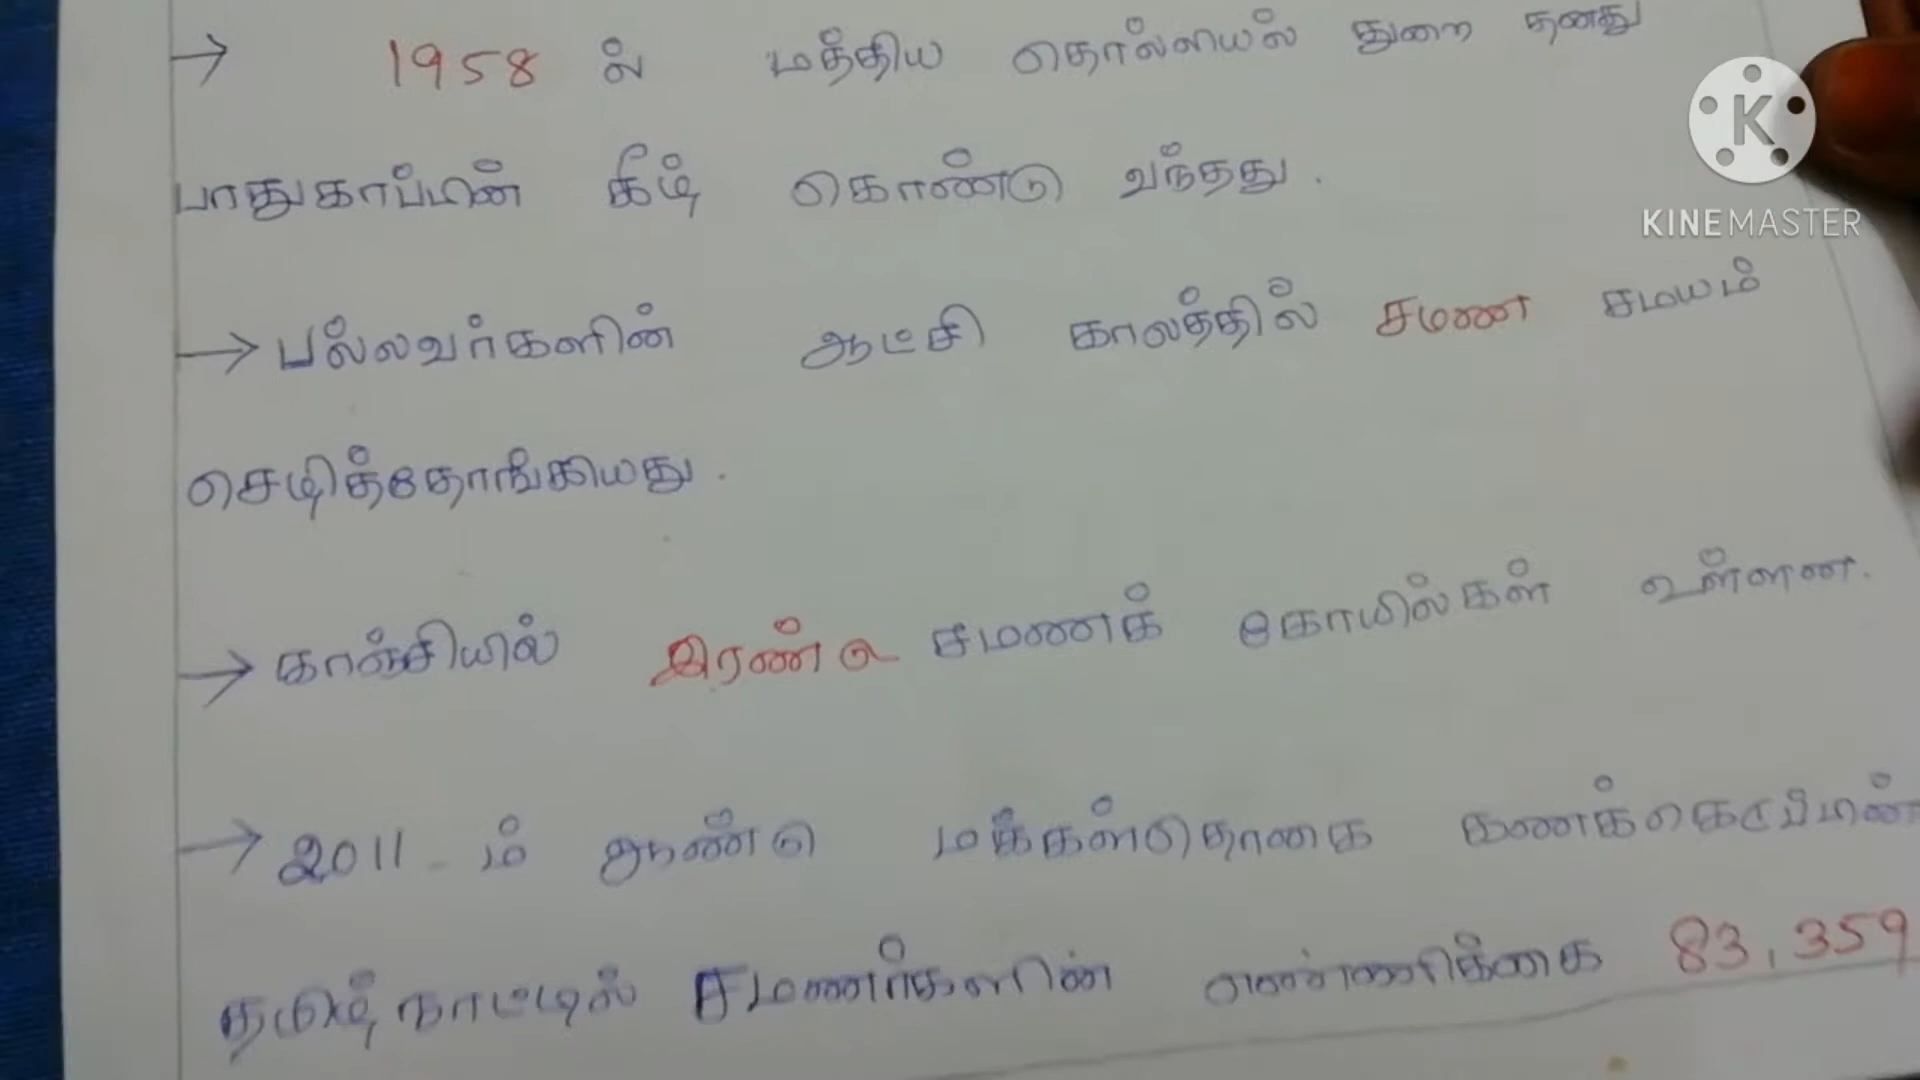 → 1958 ல் மத்திய தொல்லியல் துறை தனது
பாதுகாப்பின் கீழ் கொண்டு வந்தது.
→ பல்லவர்களின் ஆட்சி காலத்தில் சமண சமயம்
செழித்தோங்கியது.
→ காஞ்சியில் இரண்டு சமணக் கோயில்கள் உள்ளன.
→ 2011 ம் ஆண்டு மக்கள்தொகை கணக்கெடுப்பின்
தமிழ்நாட்டில் சமணர்களின் எண்ணிக்கை 83,359
K
KINEMASTER